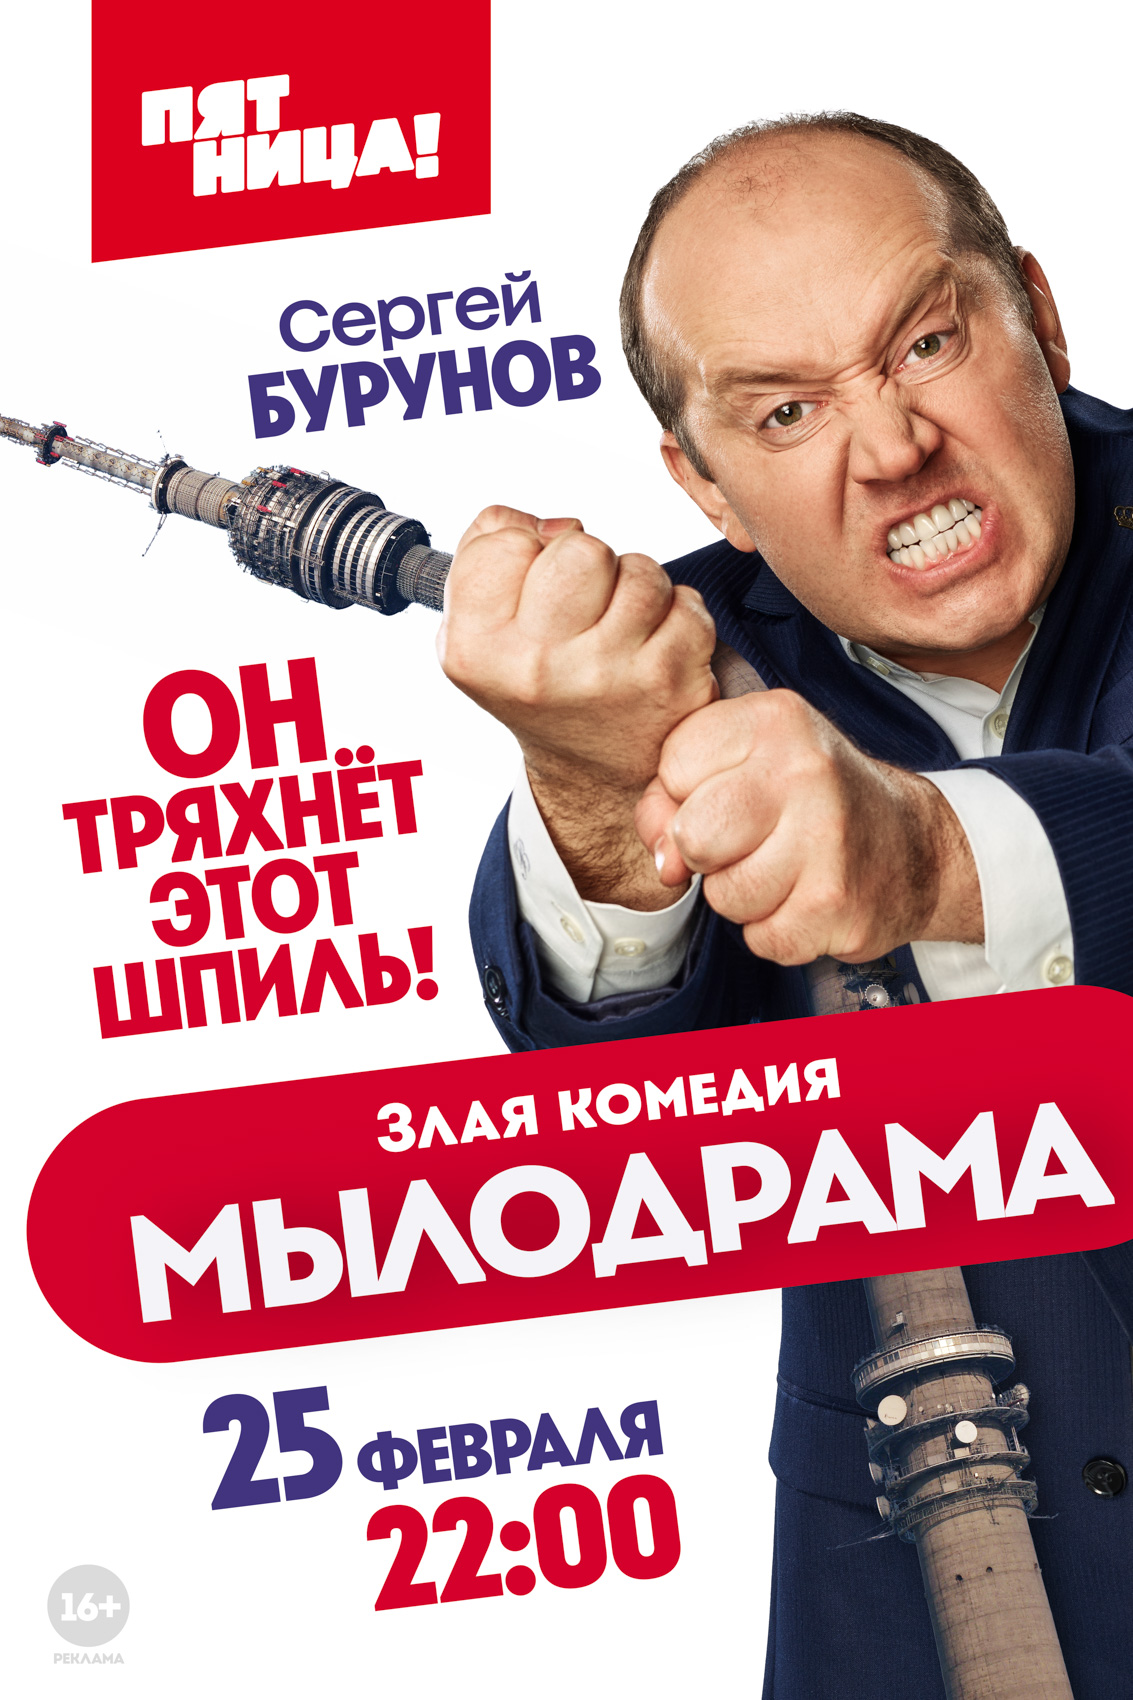 ПЯТ
НИЦА!
Сергей
БУРУНОВ
ОН
ТРЯХНЁТ
ЭТОТ
ШПИЛЬ!
ЗЛАЯ КОМЕДИЯ
МЫЛОДРАМА
25 ФЕВРАЛЯ
22:00
16+
РЕКЛАМА